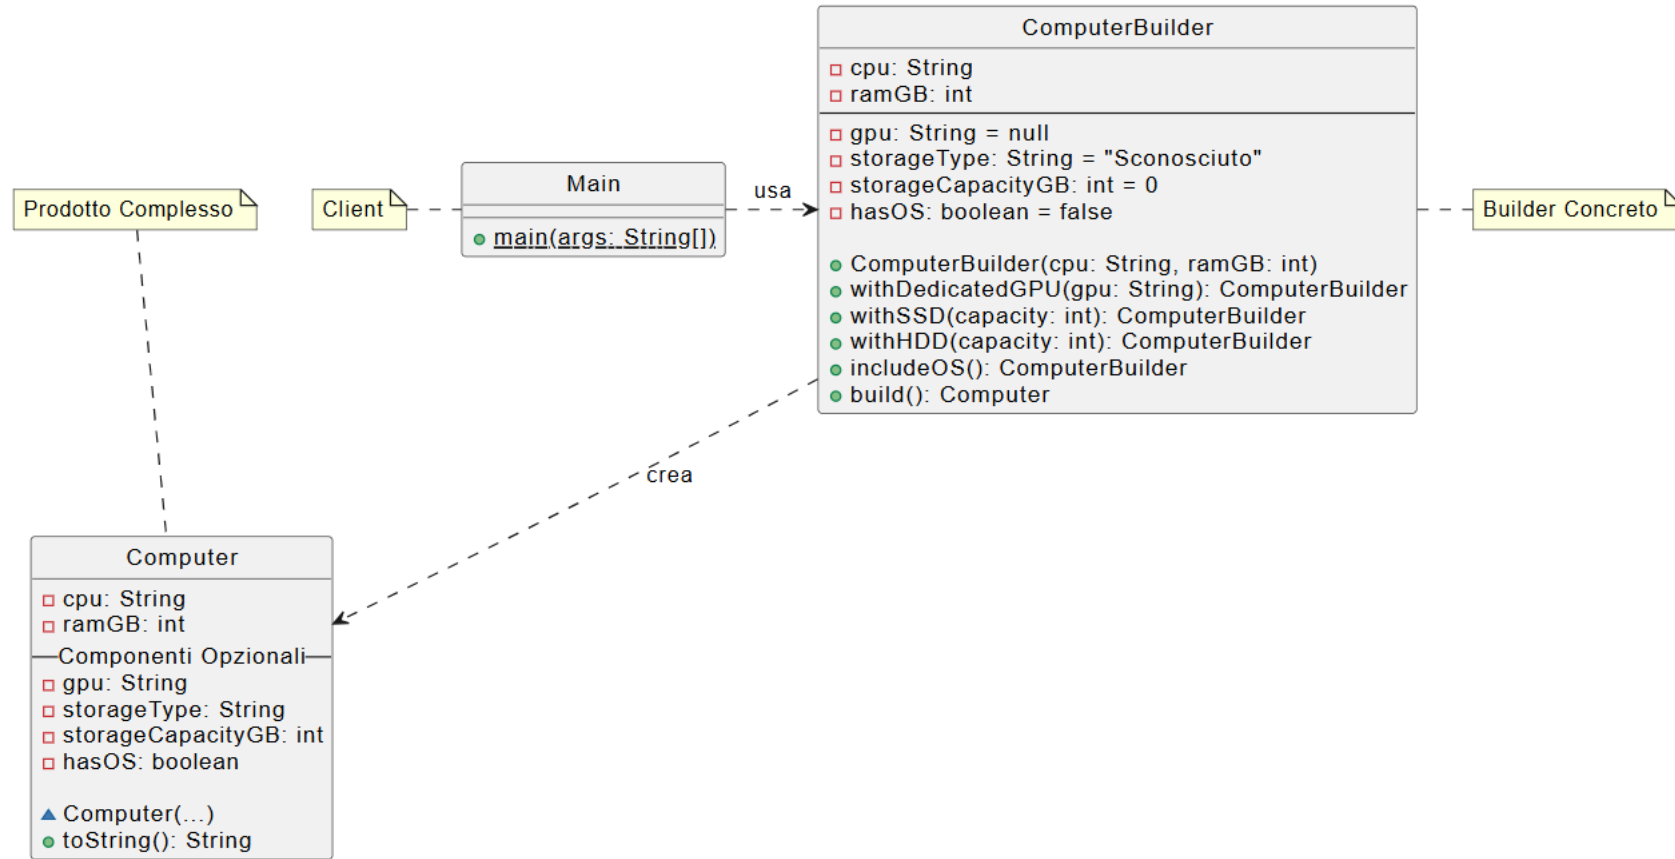 ComputerBuilder
cpu: String
ramGB: int
gpu: String = null
storageType: String = "Sconosciuto"
storageCapacityGB: int = 0
hasOS: boolean = false
ComputerBuilder(cpu: String, ramGB: int)
withDedicatedGPU(gpu: String): ComputerBuilder
withSSD(capacity: int): ComputerBuilder
withHDD(capacity: int): ComputerBuilder
includeOS(): ComputerBuilder
build(): Computer
Prodotto Complesso
Client
Main
main(args: String[])
usa
Builder Concreto
crea
Computer
cpu: String
ramGB: int
Componenti Opzionali
gpu: String
storageType: String
storageCapacityGB: int
hasOS: boolean
Computer(...)
toString(): String